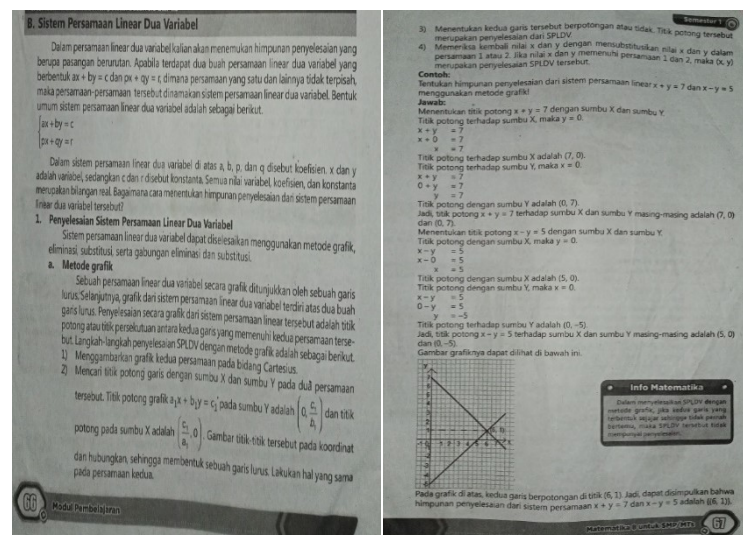 B. Sistem Persamaan Linear Dua Variabel
Dalam persamaan linear dua variabel kalian akan menemukan himpunan penyelesaian yang
berupa pasangan berurutan. Apabila terdapat dua buah persamaan linear dua variabel yang
berbentuk ax + by = c dan px + qy = r, dimana persamaan yang satu dan lainnya tidak terpisah,
maka persamaan-persamaan tersebut dinamakan sistem persamaan linear dua variabel. Bentuk
umum sistem persamaan linear dua variabel adalah sebagai berikut.
ax + by = c
px + qy = r
Dalam sistem persamaan linear dua variabel di atas a, b, p, dan q disebut koefisien. x dan y
adalah variabel, sedangkan c dan r disebut konstanta. Semua nilai variabel, koefisien, dan konstanta
merupakan bilangan real. Bagaimana cara menentukan himpunan penyelesaian dari sistem persamaan
linear dua variabel tersebut?
1. Penyelesaian Sistem Persamaan Linear Dua Variabel
Sistem persamaan linear dua variabel dapat diselesaikan menggunakan metode grafik,
eliminasi, substitusi, serta gabungan eliminasi dan substitusi.
a. Metode grafik
Sebuah persamaan linear dua variabel secara grafik ditunjukkan oleh sebuah garis
lurus. Selanjutnya, grafik dari sistem persamaan linear dua variabel terdiri atas dua buah
garis lurus. Penyelesaian secara grafik dari sistem persamaan linear tersebut adalah titik
potong atau titik persekutuan antara kedua garis yang memenuhi kedua persamaan terse-
but. Langkah-langkah penyelesaian SPLDV dengan metode grafik adalah sebagai berikut.
1) Menggambarkan grafik kedua persamaan pada bidang Cartesius.
2) Mencari titik potong garis dengan sumbu X dan sumbu Y pada dua persamaan
tersebut. Titik potong grafik a₁x + b₁y = c₁ pada sumbu Y adalah (0, c₁/b₁) dan titik
potong pada sumbu X adalah (c₁/a₁, 0). Gambar titik-titik tersebut pada koordinat
dan hubungkan, sehingga membentuk sebuah garis lurus. Lakukan hal yang sama
pada persamaan kedua.
66 Modul Pembelajaran
Semester 1
3) Menentukan kedua garis tersebut berpotongan atau tidak. Titik potong tersebut
merupakan penyelesaian dari SPLDV.
4) Memeriksa kembali nilai x dan y dengan mensubstitusikan nilai x dan y dalam
persamaan 1 atau 2. Jika nilai x dan y memenuhi persamaan 1 dan 2, maka (x, y)
merupakan penyelesaian SPLDV tersebut.
Contoh:
Tentukan himpunan penyelesaian dari sistem persamaan linear x + y = 7 dan x – y = 5
menggunakan metode grafik!
Jawab:
Menentukan titik potong x + y = 7 dengan sumbu X dan sumbu Y.
Titik potong terhadap sumbu X, maka y = 0.
x + y = 7
x + 0 = 7
x = 7
Titik potong terhadap sumbu X adalah (7, 0).
Titik potong terhadap sumbu Y, maka x = 0.
x + y = 7
0 + y = 7
y = 7
Titik potong dengan sumbu Y adalah (0, 7).
Jadi, titik potong x + y = 7 terhadap sumbu X dan sumbu Y masing-masing adalah (7, 0)
dan (0, 7).
Menentukan titik potong x – y = 5 dengan sumbu X dan sumbu Y.
Titik potong dengan sumbu X, maka y = 0.
x – y = 5
x – 0 = 5
x = 5
Titik potong dengan sumbu X adalah (5, 0).
Titik potong dengan sumbu Y, maka x = 0.
x – y = 5
0 – y = 5
y = –5
Titik potong terhadap sumbu Y adalah (0, –5).
Jadi, titik potong x – y = 5 terhadap sumbu X dan sumbu Y masing-masing adalah (5, 0)
dan (0, –5).
Gambar grafiknya dapat dilihat di bawah ini.
Info Matematika
Dalam menyelesaikan SPLDV dengan
metode grafik, jika kedua garis yang
terbentuk sejajar sehingga tidak pernah
bertemu, maka SPLDV tersebut tidak
mempunyai penyelesaian.
Pada grafik di atas, kedua garis berpotongan di titik (6, 1). Jadi, dapat disimpulkan bahwa
himpunan penyelesaian dari sistem persamaan x + y = 7 dan x – y = 5 adalah {(6, 1)}.
Matematika 8 untuk SMP/MTs 67